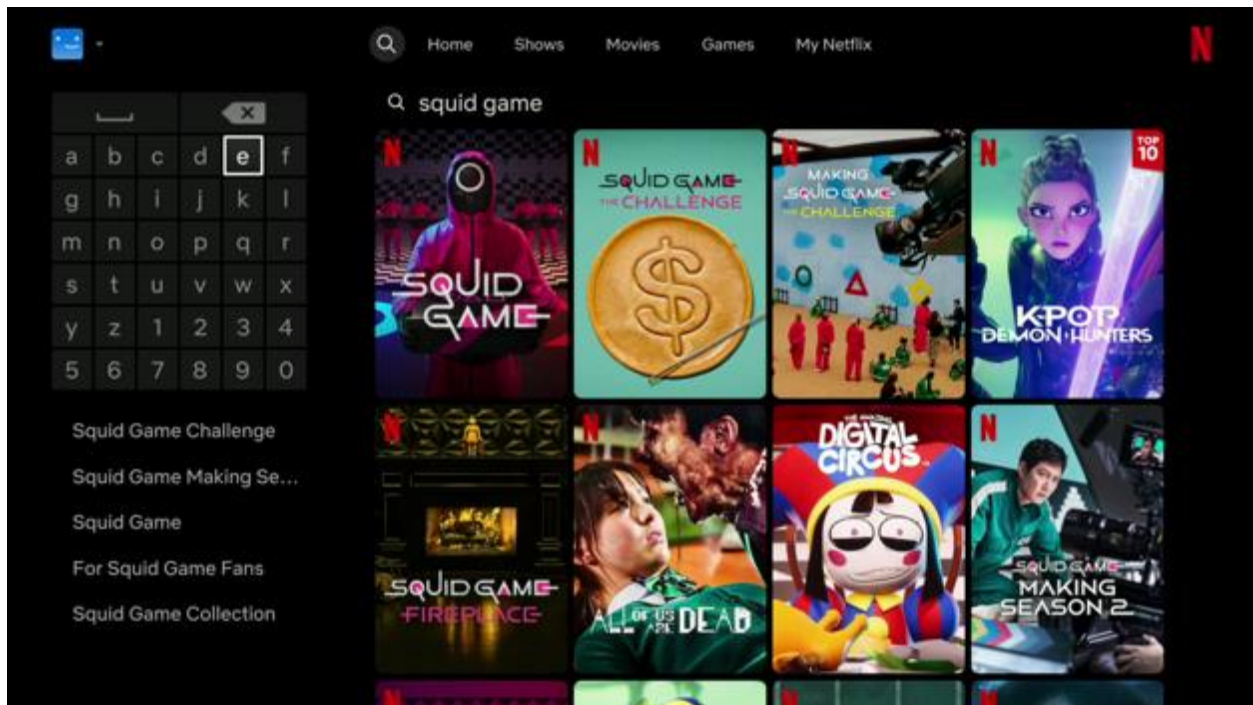 Home Shows Movies Games My Netflix
N
squid game
a b c d e f
g h i j k l
m n o p q r
s t u v w x
y z 1 2 3 4
5 6 7 8 9 0
Squid Game Challenge
Squid Game Making Se...
Squid Game
For Squid Game Fans
Squid Game Collection
N
SQUID
GAME
N
SQUID GAME
THE CHALLENGE
N
MAKING
SQUID GAME
THE CHALLENGE
N
TOP
10
K-POP
DEMON HUNTERS
N
SQUID GAME
FIREPLACE
N
ALL OF US ARE DEAD
THE AMAZING
DIGITAL
CIRCUS
N
SQUID GAME
MAKING
SEASON 2
N
N
N